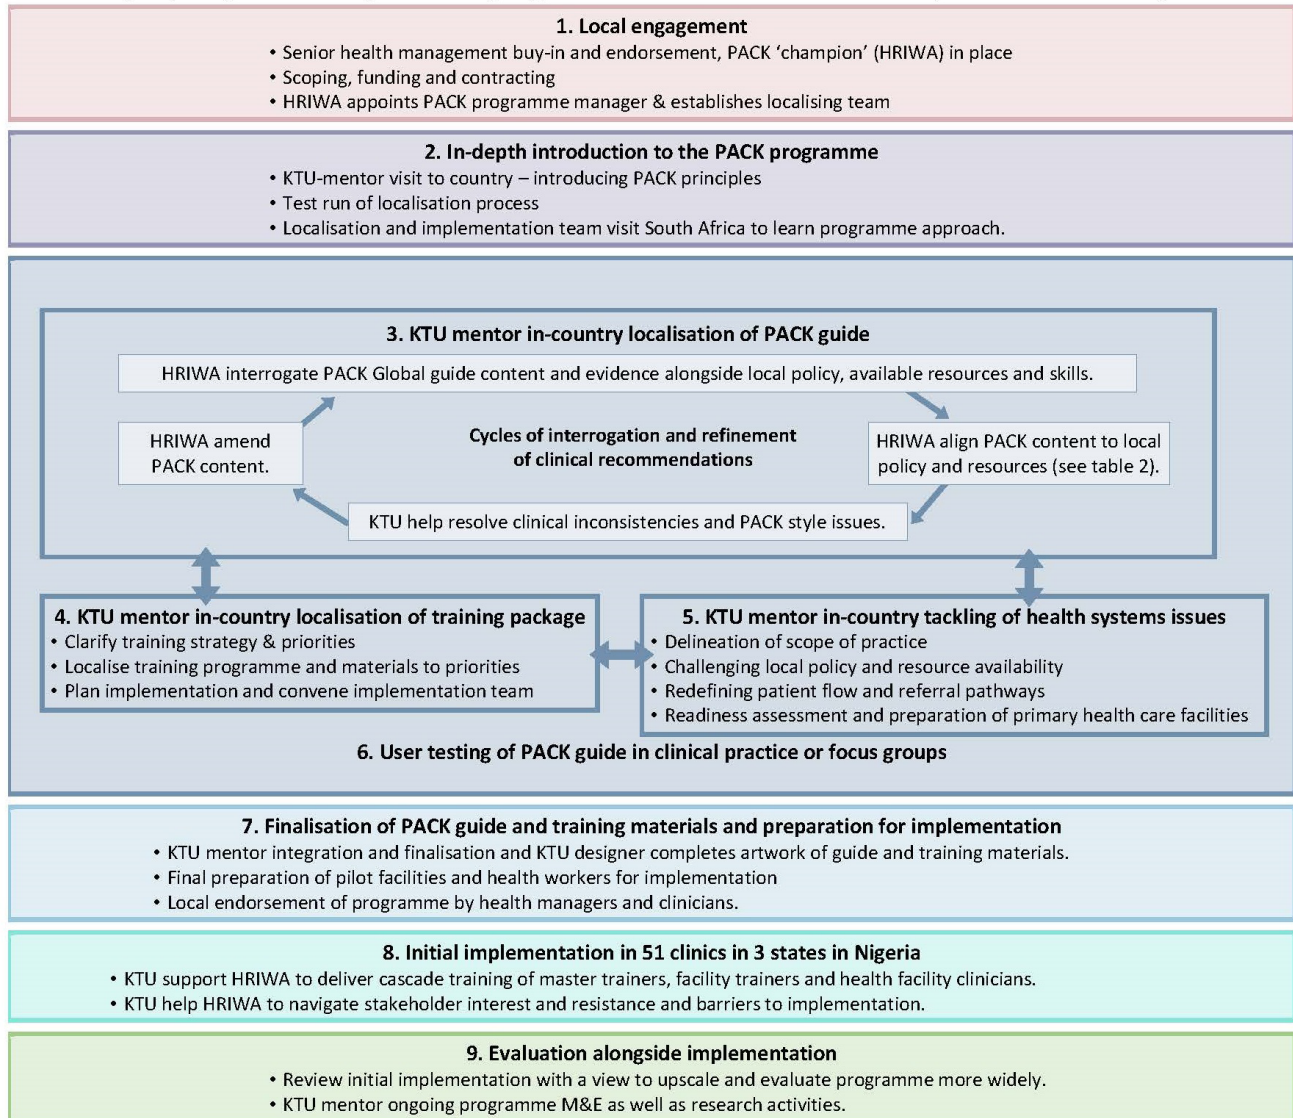 1. Local engagement
• Senior health management buy-in and endorsement, PACK ‘champion’ (HRIWA) in place
• Scoping, funding and contracting
• HRIWA appoints PACK programme manager & establishes localising team
2. In-depth introduction to the PACK programme
• KTU-mentor visit to country – introducing PACK principles
• Test run of localisation process
• Localisation and implementation team visit South Africa to learn programme approach.
3. KTU mentor in-country localisation of PACK guide
HRIWA interrogate PACK Global guide content and evidence alongside local policy, available resources and skills.
HRIWA amend
PACK content.
Cycles of interrogation and refinement
of clinical recommendations
HRIWA align PACK content to local
policy and resources (see table 2).
KTU help resolve clinical inconsistencies and PACK style issues.
4. KTU mentor in-country localisation of training package
• Clarify training strategy & priorities
• Localise training programme and materials to priorities
• Plan implementation and convene implementation team
5. KTU mentor in-country tackling of health systems issues
• Delineation of scope of practice
• Challenging local policy and resource availability
• Redefining patient flow and referral pathways
• Readiness assessment and preparation of primary health care facilities
6. User testing of PACK guide in clinical practice or focus groups
7. Finalisation of PACK guide and training materials and preparation for implementation
• KTU mentor integration and finalisation and KTU designer completes artwork of guide and training materials.
• Final preparation of pilot facilities and health workers for implementation
• Local endorsement of programme by health managers and clinicians.
8. Initial implementation in 51 clinics in 3 states in Nigeria
• KTU support HRIWA to deliver cascade training of master trainers, facility trainers and health facility clinicians.
• KTU help HRIWA to navigate stakeholder interest and resistance and barriers to implementation.
9. Evaluation alongside implementation
• Review initial implementation with a view to upscale and evaluate programme more widely.
• KTU mentor ongoing programme M&E as well as research activities.